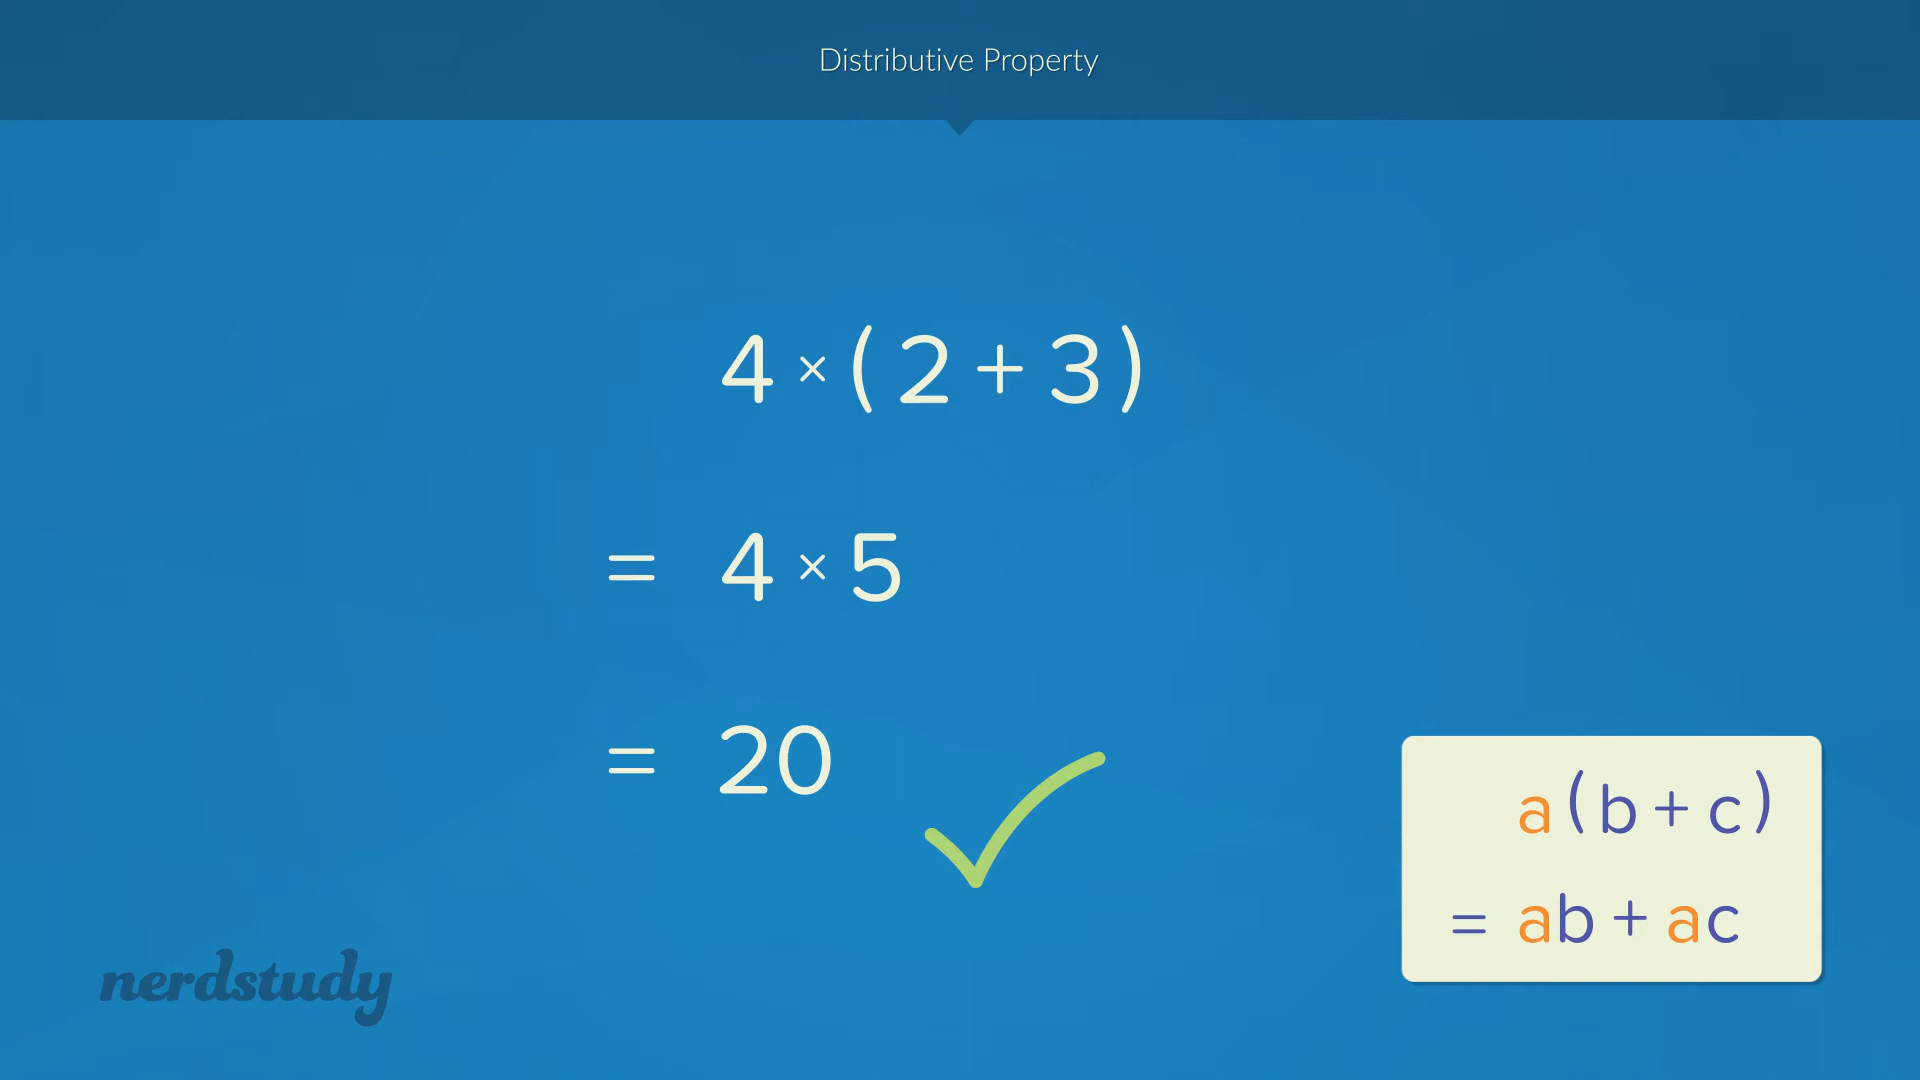 Distributive Property
4 × ( 2 + 3 )
= 4 × 5
= 20
a ( b + c )
= ab + ac
nerdstudy